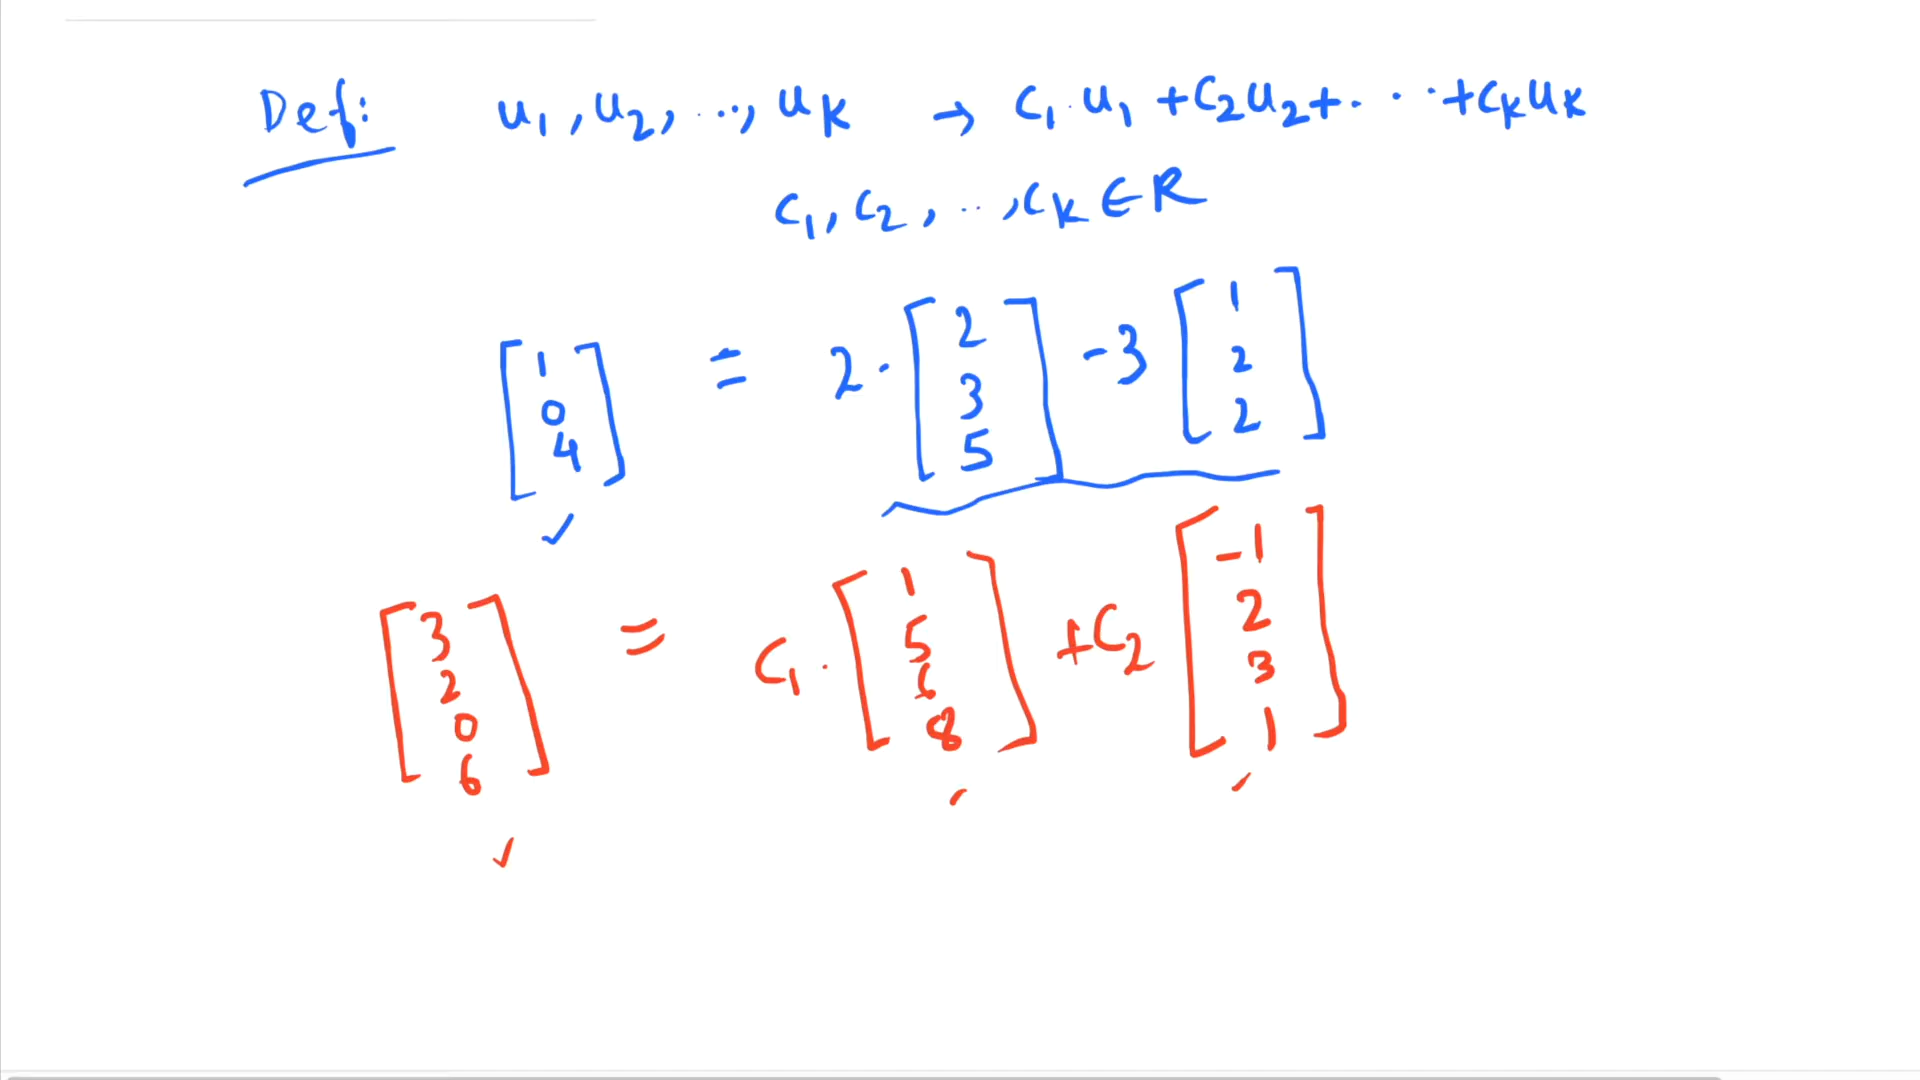 Def: u1, u2, ..., uk → c1·u1 + c2u2 + ··· + ckuk
c1, c2, ..., ck ∈ R
[1 0 4] = 2·[2 3 5] -3[1 2 2]
✓
[3 2 0 6] = c1·[1 5 6 8] + c2[-1 2 3 1]
✓